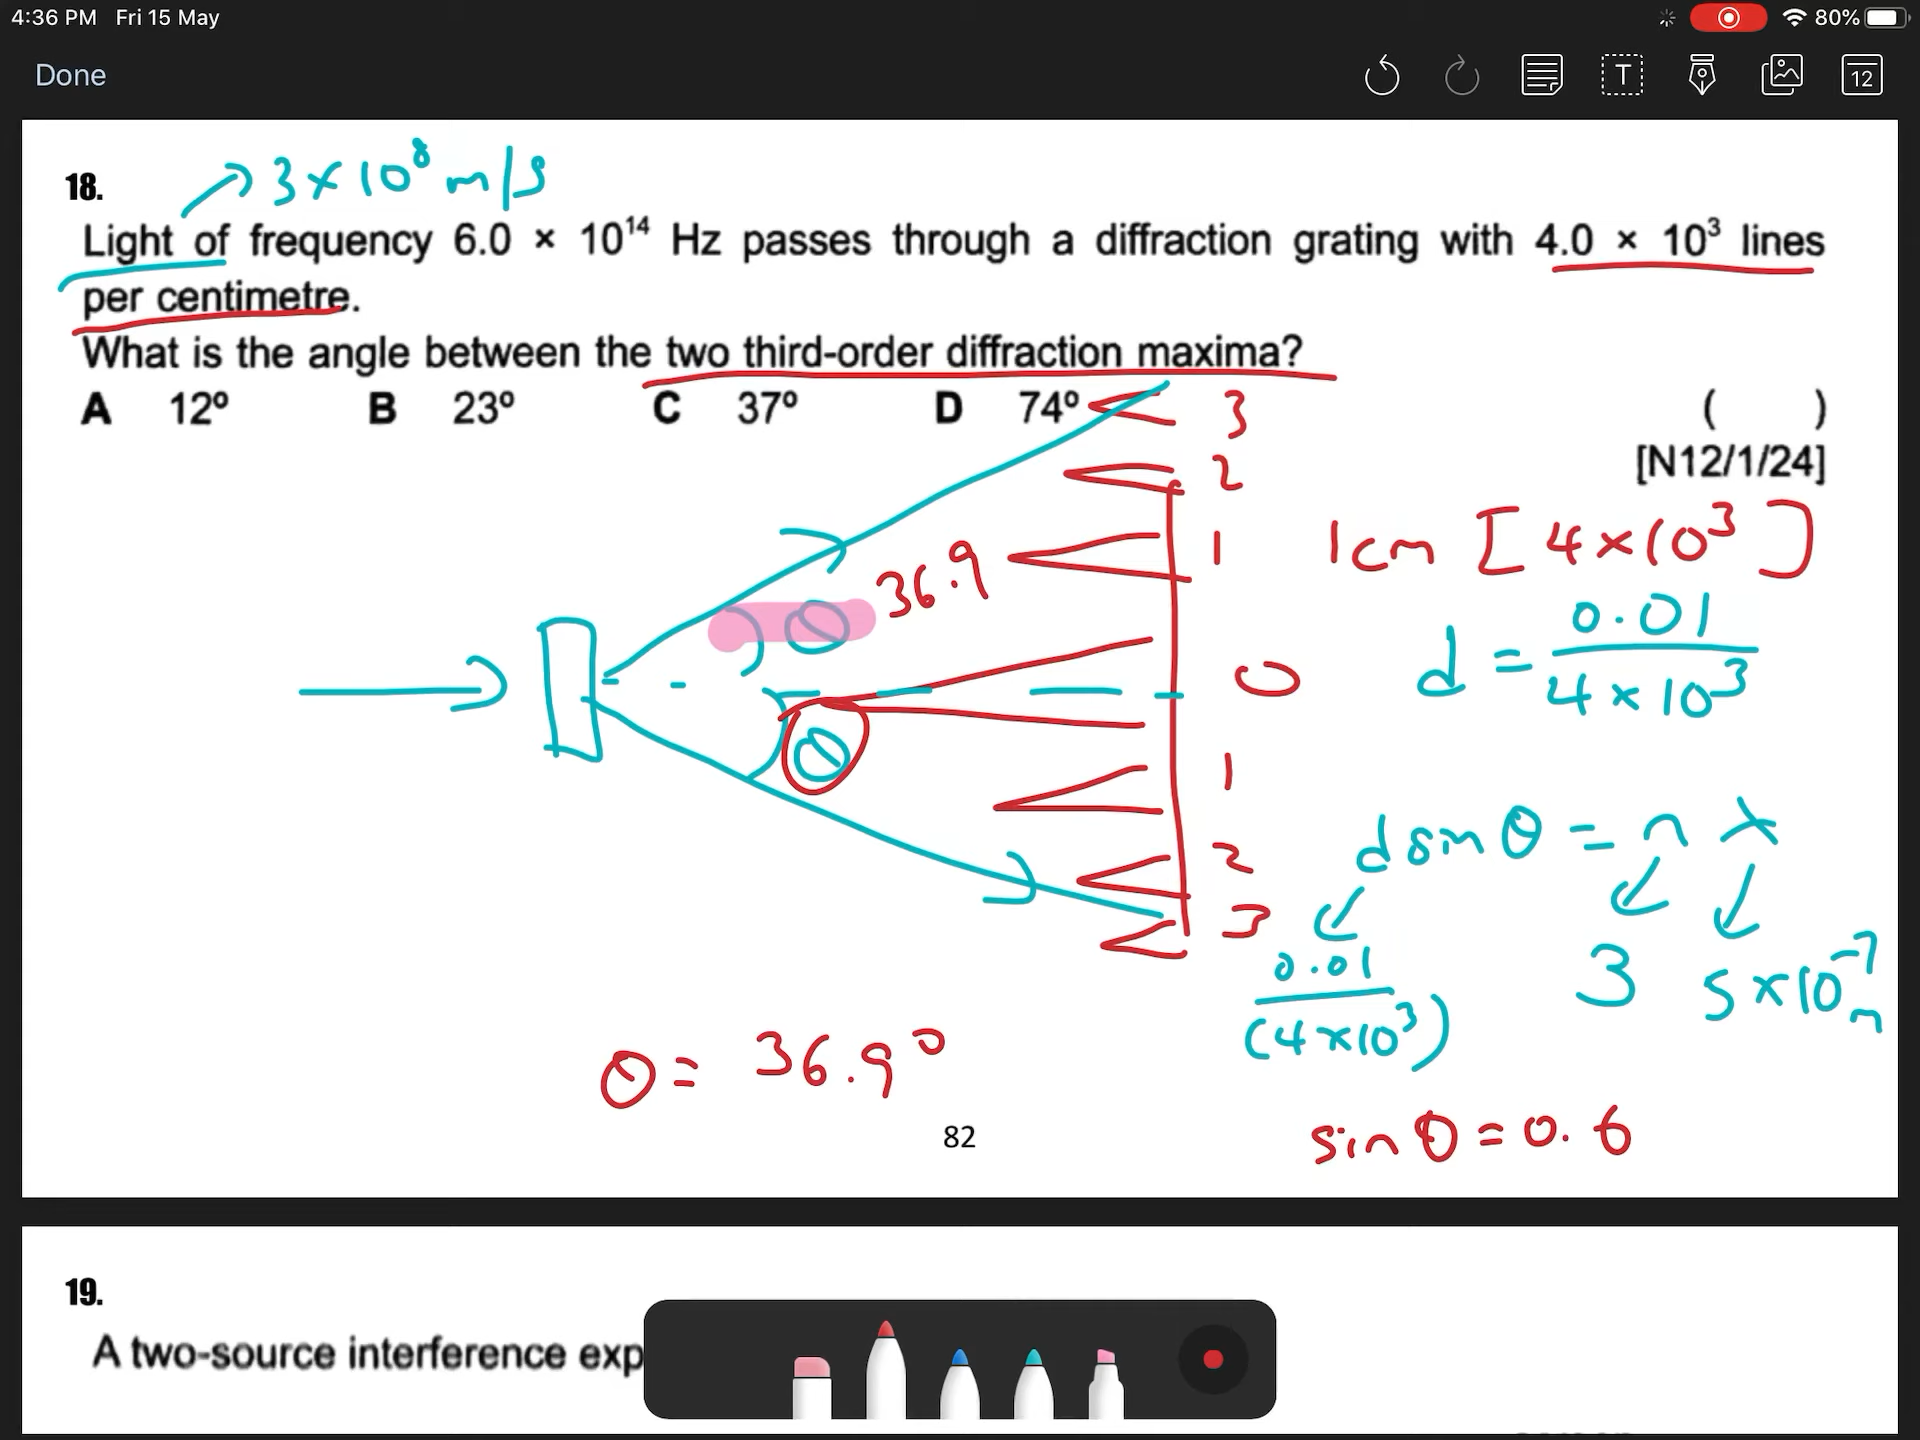 4:36 PM Fri 15 May 80%
Done T 12
18. 3 × 10⁸ m/s
Light of frequency 6.0 × 10¹⁴ Hz passes through a diffraction grating with 4.0 × 10³ lines
per centimetre.
What is the angle between the two third-order diffraction maxima?
A 12º B 23º C 37º D 74º ( )
[N12/1/24]
3
2
1
0
1
2
3
36.9
θ
θ
1cm [ 4×10³ ]
d = 0.01 / 4 × 10³
d sin θ = n λ
0.01 / (4×10³) 3 5×10⁻⁷ m
θ = 36.9°
sin θ = 0.6
82
19.
A two-source interference exp